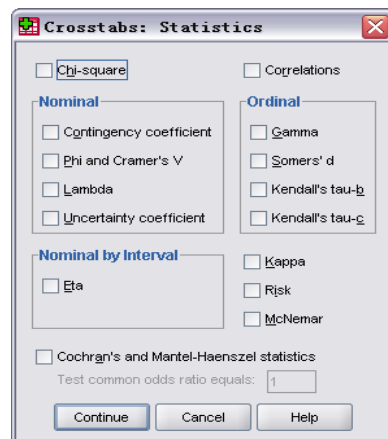 Crosstabs: Statistics
Chi-square
Correlations
Nominal
Contingency coefficient
Phi and Cramer's V
Lambda
Uncertainty coefficient
Ordinal
Gamma
Somers' d
Kendall's tau-b
Kendall's tau-c
Nominal by Interval
Eta
Kappa
Risk
McNemar
Cochran's and Mantel-Haenszel statistics
Test common odds ratio equals: 1
Continue Cancel Help